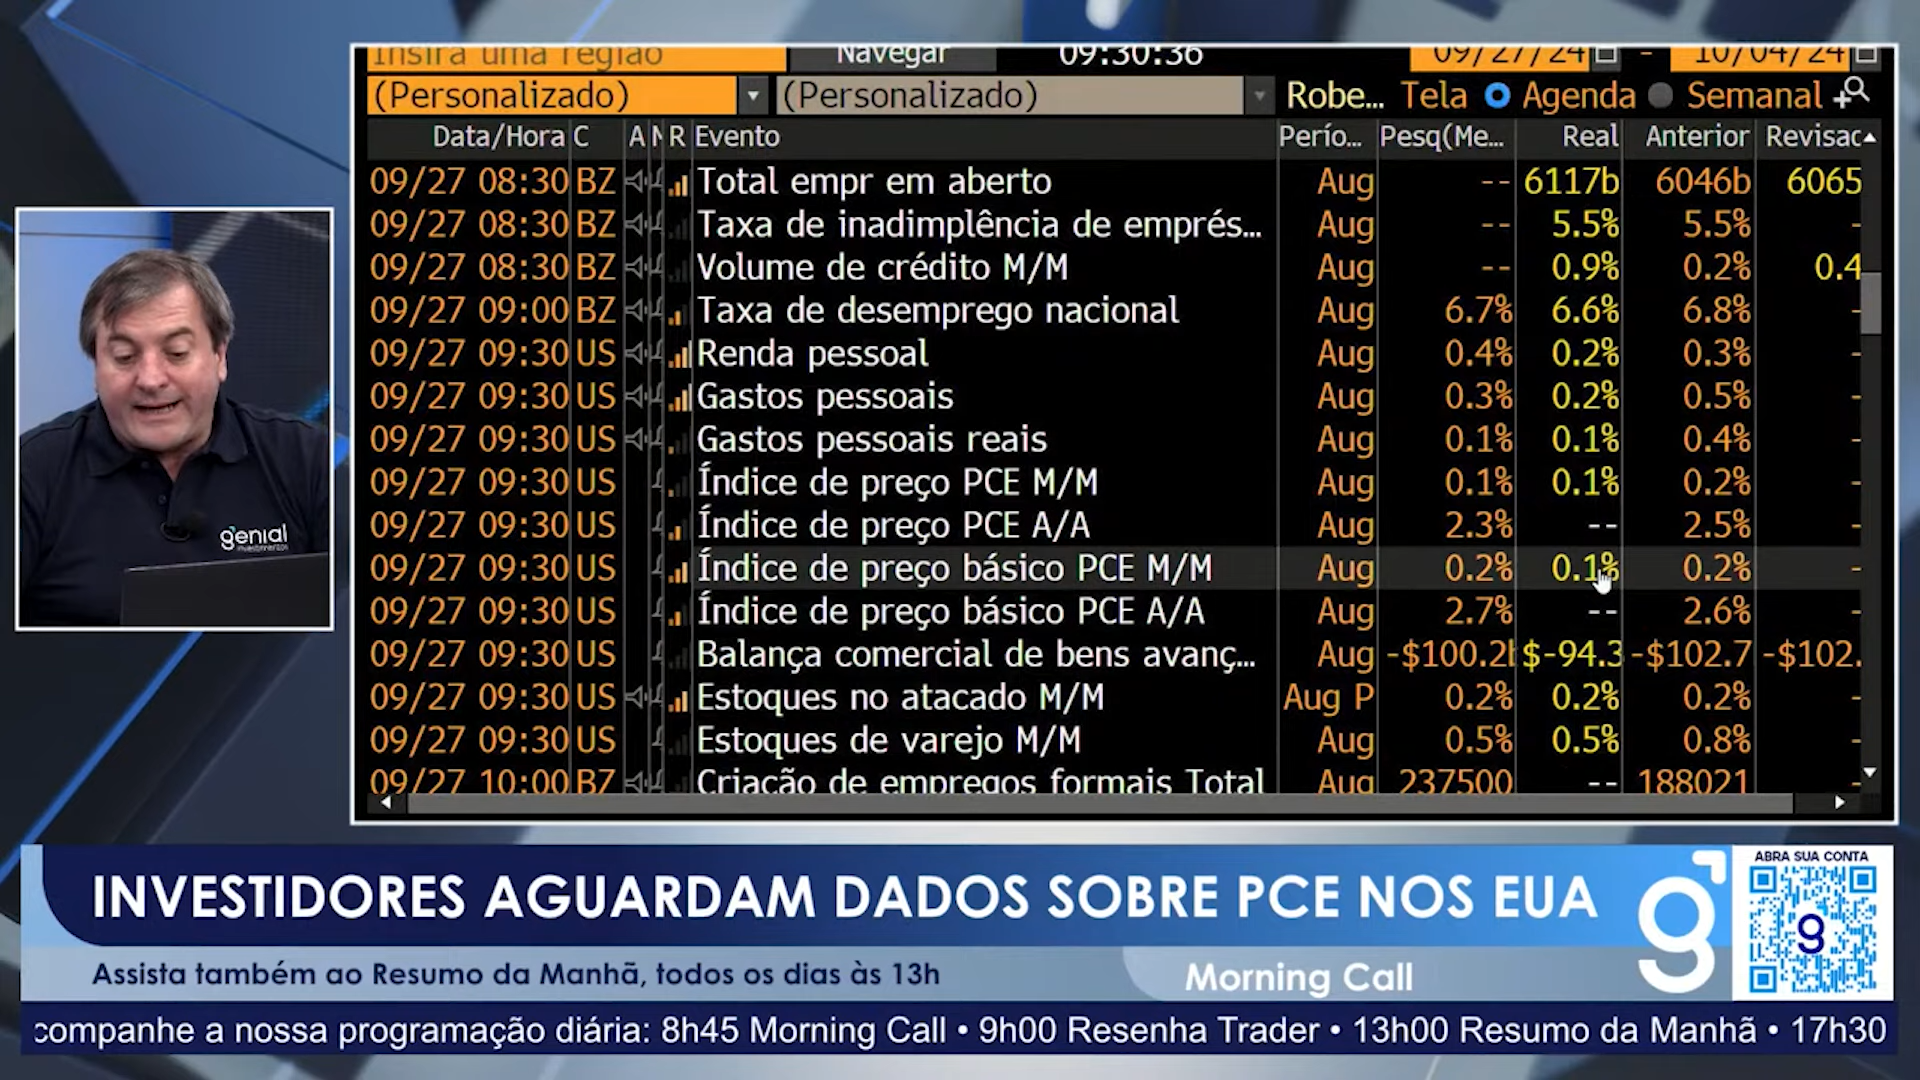 Insira uma região Navegar 09:30:36 09/27/24 - 10/04/24
(Personalizado) (Personalizado) Robe... Tela Agenda Semanal
Data/Hora C A M R Evento Perío... Pesq(Me... Real Anterior Revisac
09/27 08:30 BZ Total empr em aberto Aug -- 6117b 6046b 6065
09/27 08:30 BZ Taxa de inadimplência de emprés... Aug -- 5.5% 5.5% -
09/27 08:30 BZ Volume de crédito M/M Aug -- 0.9% 0.2% 0.4
09/27 09:00 BZ Taxa de desemprego nacional Aug 6.7% 6.6% 6.8% -
09/27 09:30 US Renda pessoal Aug 0.4% 0.2% 0.3% -
09/27 09:30 US Gastos pessoais Aug 0.3% 0.2% 0.5% -
09/27 09:30 US Gastos pessoais reais Aug 0.1% 0.1% 0.4% -
09/27 09:30 US Índice de preço PCE M/M Aug 0.1% 0.1% 0.2% -
09/27 09:30 US Índice de preço PCE A/A Aug 2.3% -- 2.5% -
09/27 09:30 US Índice de preço básico PCE M/M Aug 0.2% 0.1% 0.2% -
09/27 09:30 US Índice de preço básico PCE A/A Aug 2.7% -- 2.6% -
09/27 09:30 US Balança comercial de bens avanç... Aug -$100.2b $-94.3 -$102.7 -$102.
09/27 09:30 US Estoques no atacado M/M Aug P 0.2% 0.2% 0.2% -
09/27 09:30 US Estoques de varejo M/M Aug 0.5% 0.5% 0.8% -
09/27 10:00 BZ Criação de empregos formais Total Aug 237500 -- 188021 -
genial
investimentos
INVESTIDORES AGUARDAM DADOS SOBRE PCE NOS EUA
ABRA SUA CONTA
g
g
Assista também ao Resumo da Manhã, todos os dias às 13h
Morning Call
companhe a nossa programação diária: 8h45 Morning Call • 9h00 Resenha Trader • 13h00 Resumo da Manhã • 17h30